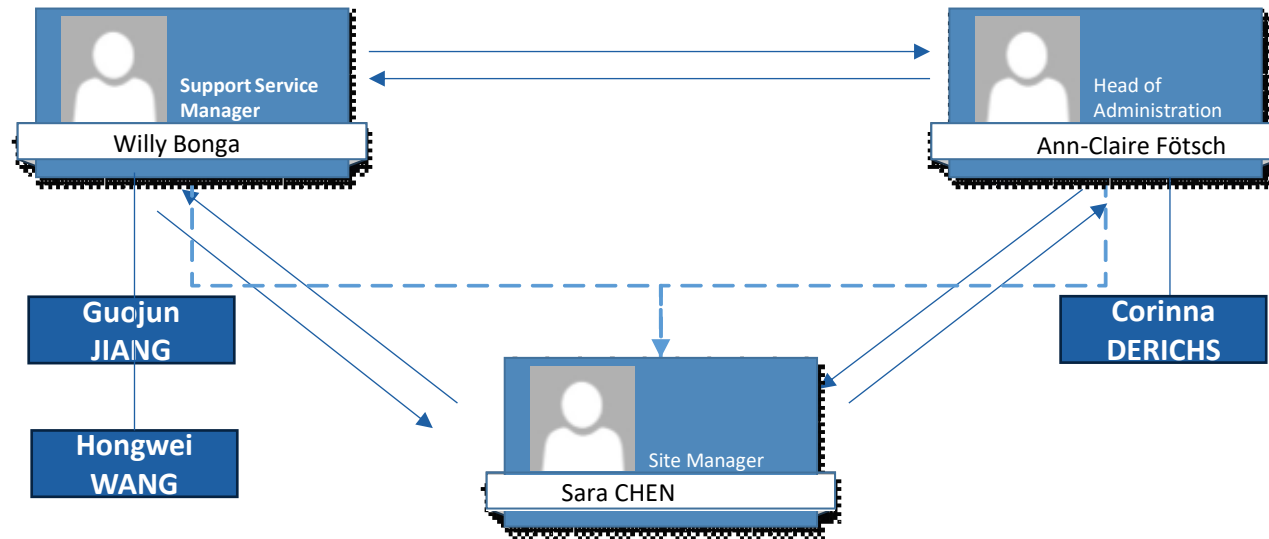 Support Service
Manager
Willy Bonga
Head of
Administration
Ann-Claire Fötsch
Guojun
JIANG
Corinna
DERICHS
Hongwei
WANG
Site Manager
Sara CHEN